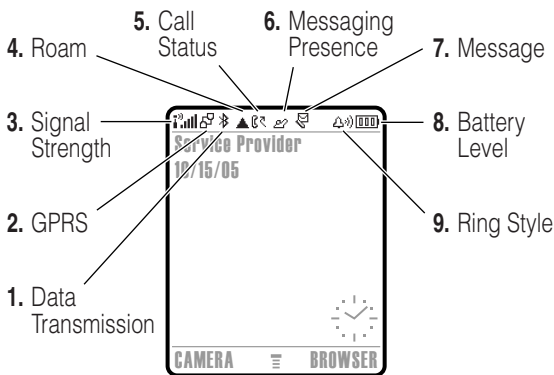 5. Call Status
6. Messaging Presence
4. Roam
7. Message
3. Signal Strength
8. Battery Level
Service Provider
10/15/05
2. GPRS
9. Ring Style
1. Data Transmission
CAMERA
BROWSER